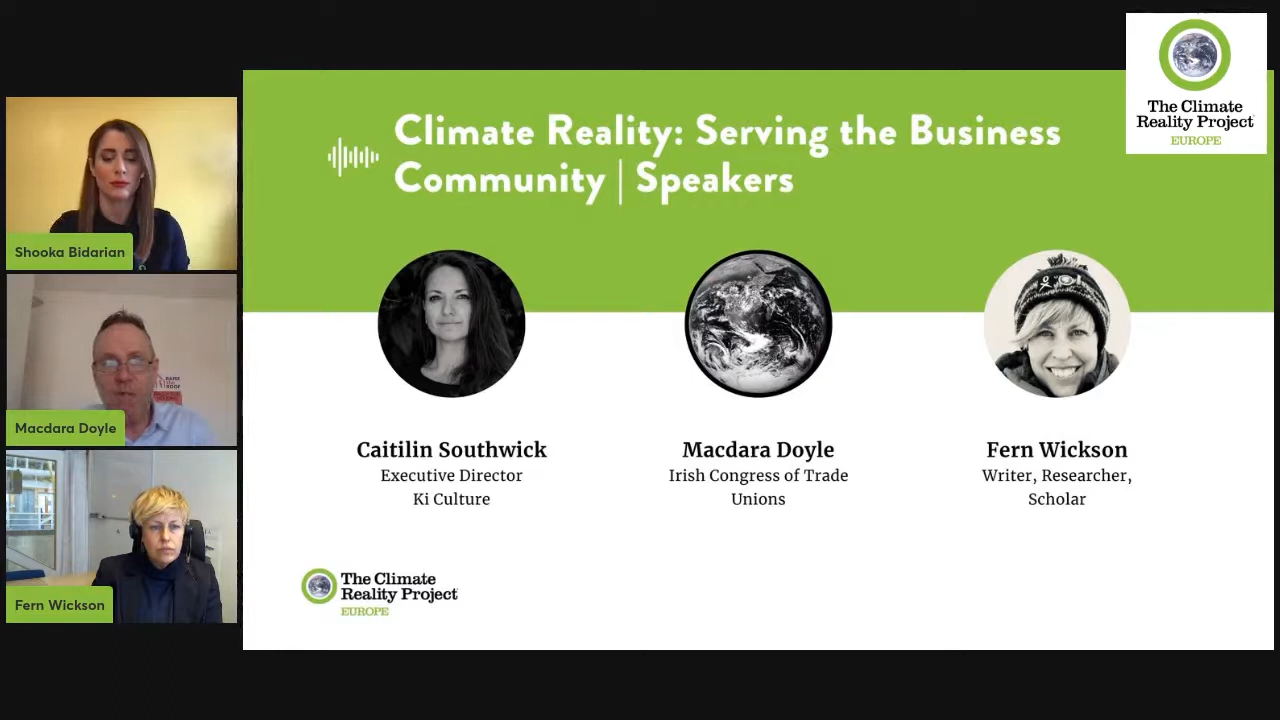 The Climate
Reality Project
EUROPE
Climate Reality: Serving the Business
Community | Speakers
Shooka Bidarian
Macdara Doyle
Fern Wickson
Caitilin Southwick
Executive Director
Ki Culture
Macdara Doyle
Irish Congress of Trade
Unions
Fern Wickson
Writer, Researcher,
Scholar
The Climate
Reality Project
EUROPE